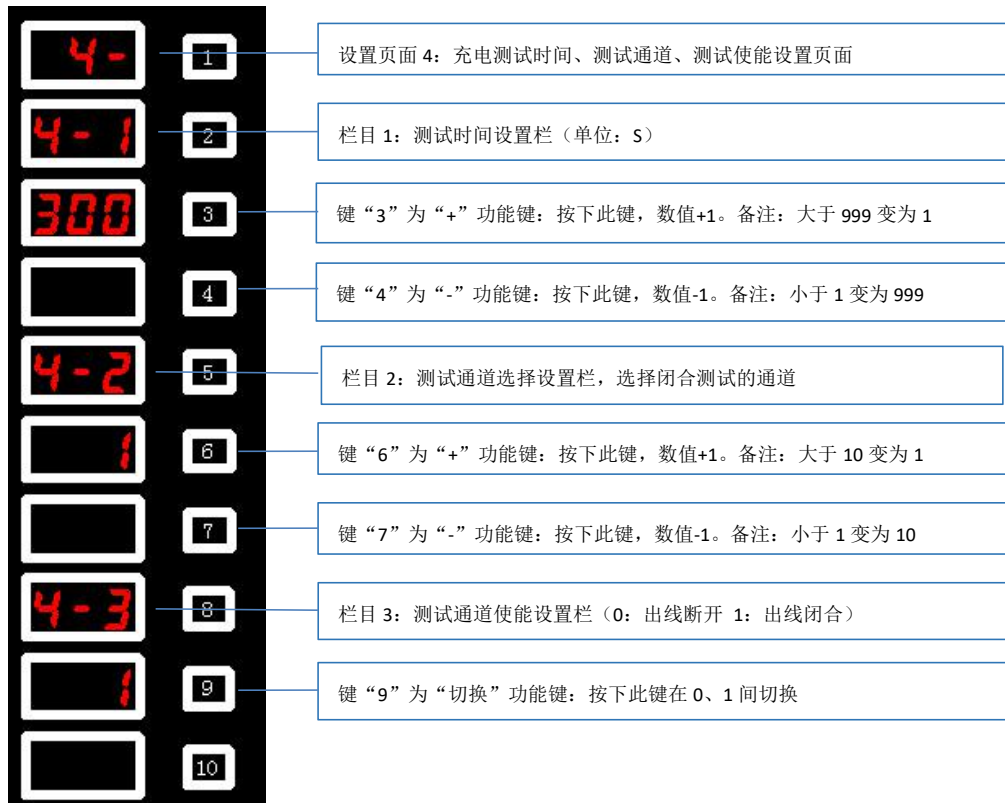 4- 1 设置页面 4：充电测试时间、测试通道、测试使能设置页面
4-1 2 栏目 1：测试时间设置栏（单位：S）
300 3 键“3”为“+”功能键：按下此键，数值+1。备注：大于 999 变为 1
4 键“4”为“-”功能键：按下此键，数值-1。备注：小于 1 变为 999
4-2 5 栏目 2：测试通道选择设置栏，选择闭合测试的通道
1 6 键“6”为“+”功能键：按下此键，数值+1。备注：大于 10 变为 1
7 键“7”为“-”功能键：按下此键，数值-1。备注：小于 1 变为 10
4-3 8 栏目 3：测试通道使能设置栏（0：出线断开 1：出线闭合）
1 9 键“9”为“切换”功能键：按下此键在 0、1 间切换
10